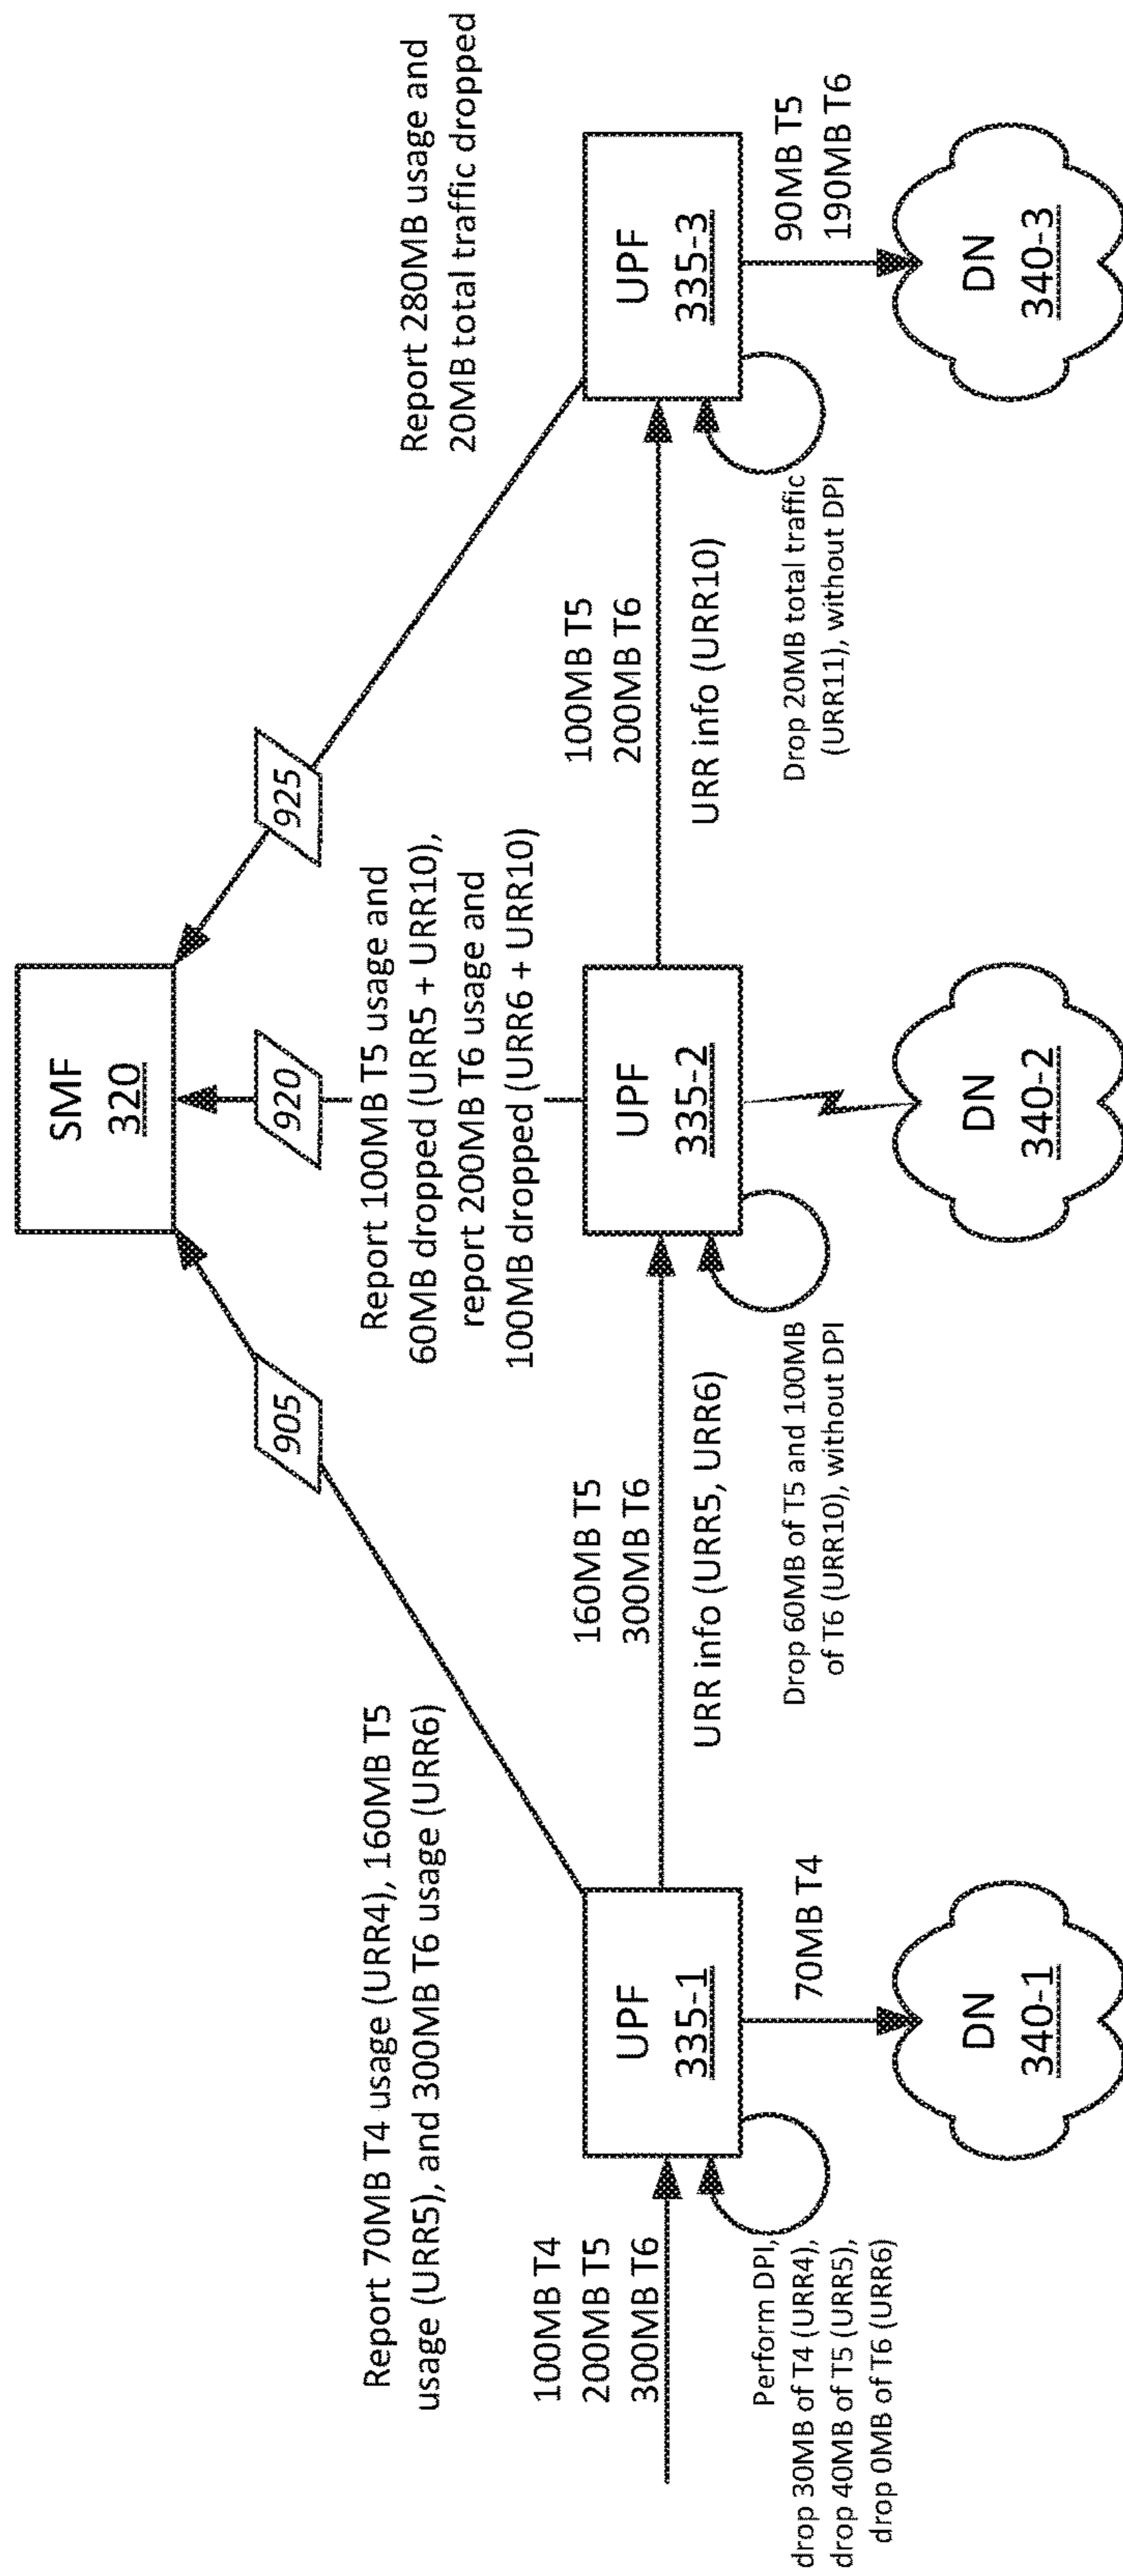 SMF
320
905
920
925
Report 70MB T4 usage (URR4), 160MB T5
usage (URR5), and 300MB T6 usage (URR6)
Report 100MB T5 usage and
60MB dropped (URR5 + URR10),
report 200MB T6 usage and
100MB dropped (URR6 + URR10)
Report 280MB usage and
20MB total traffic dropped
100MB T4
200MB T5
300MB T6
UPF
335-1
160MB T5
300MB T6
URR info (URR5, URR6)
UPF
335-2
100MB T5
200MB T6
URR info (URR10)
UPF
335-3
Perform DPI,
drop 30MB of T4 (URR4),
drop 40MB of T5 (URR5),
drop 0MB of T6 (URR6)
70MB T4
Drop 60MB of T5 and 100MB
of T6 (URR10), without DPI
Drop 20MB total traffic
(URR11), without DPI
90MB T5
190MB T6
DN
340-1
DN
340-2
DN
340-3